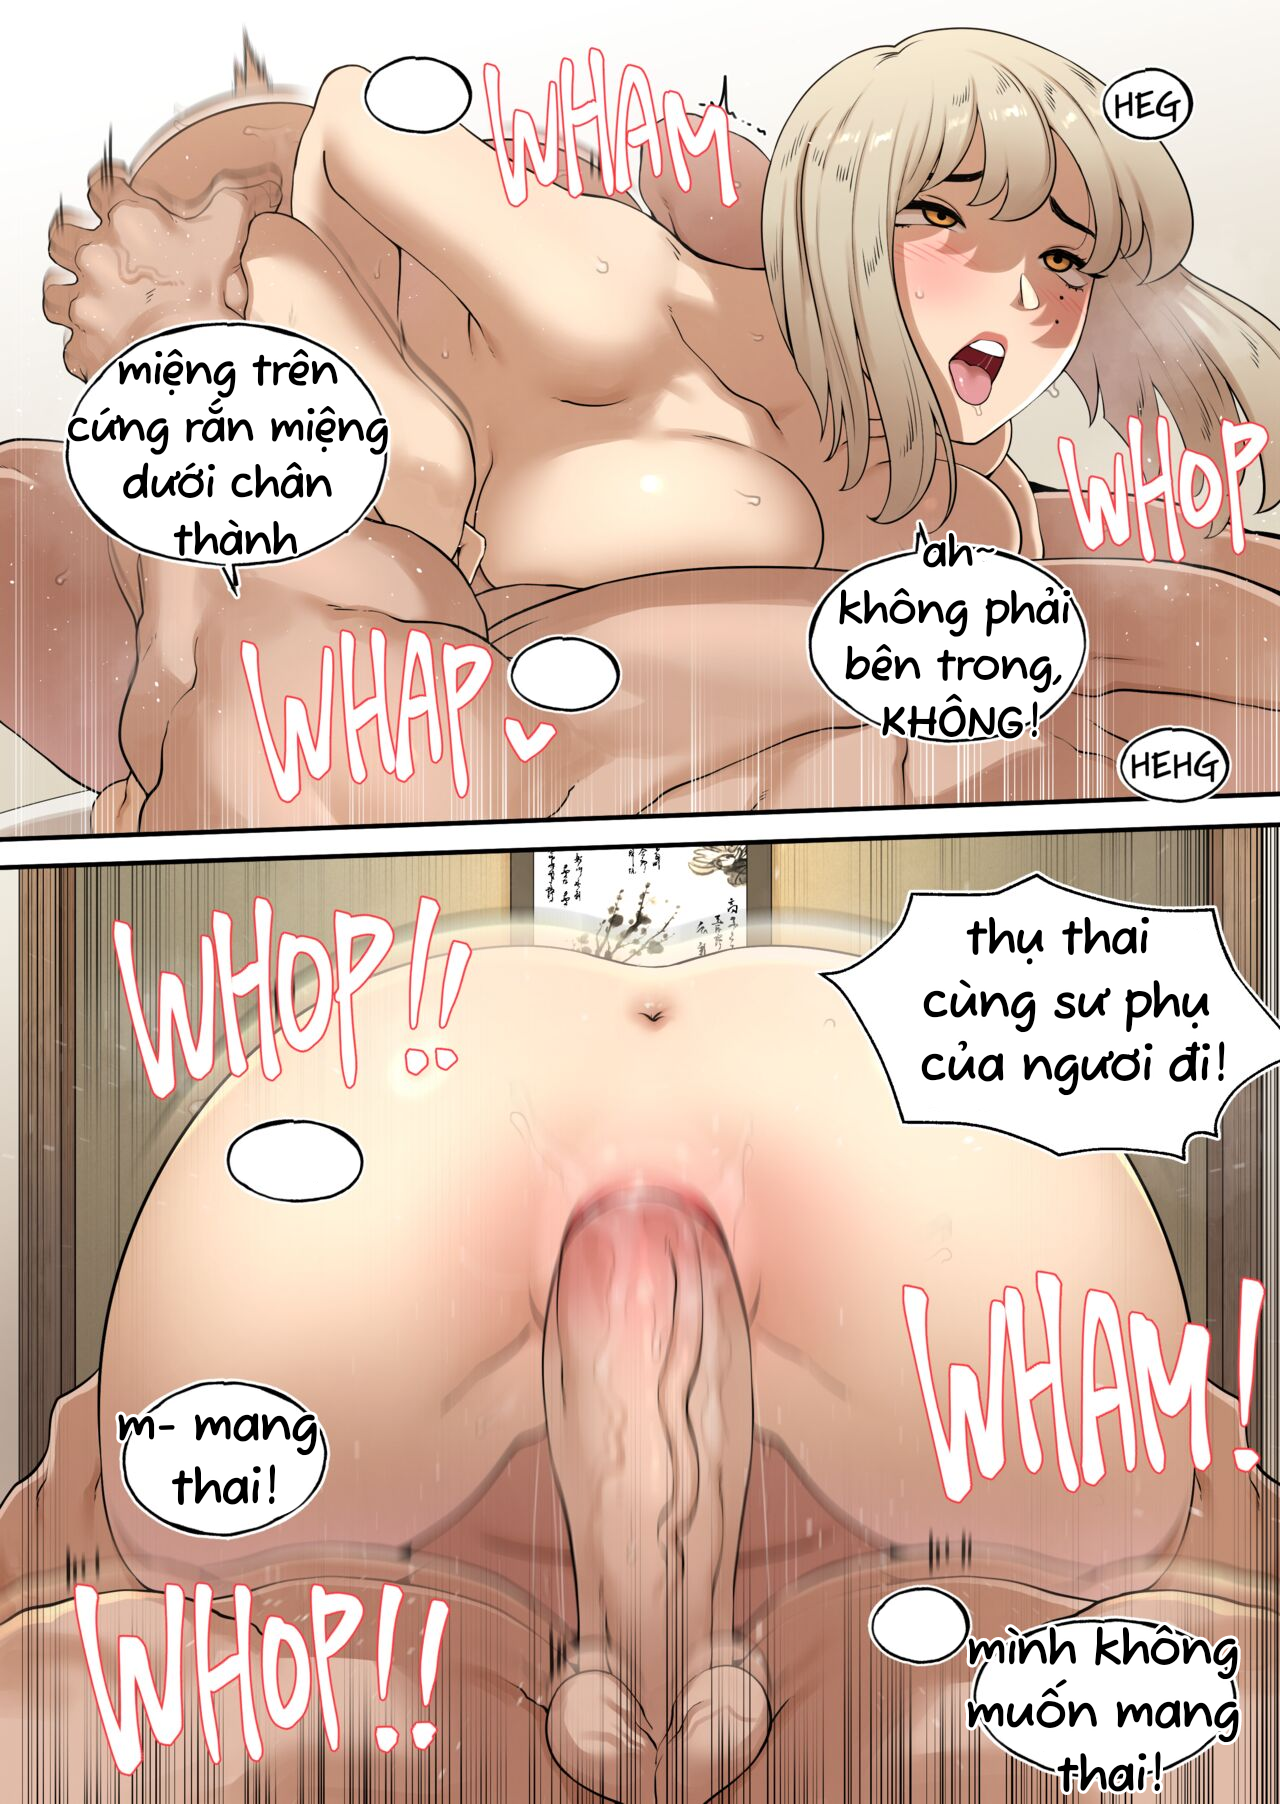 WHAM
HEG
miệng trên
cứng rắn miệng
dưới chân
thành
WHOP
ah~
không phải
bên trong,
KHÔNG!
WHAP
HEHG
WHOP!!
thụ thai
cùng sư phụ
của ngươi đi!
WHAM!
m- mang
thai!
WHOP!!
mình không
muốn mang
thai!